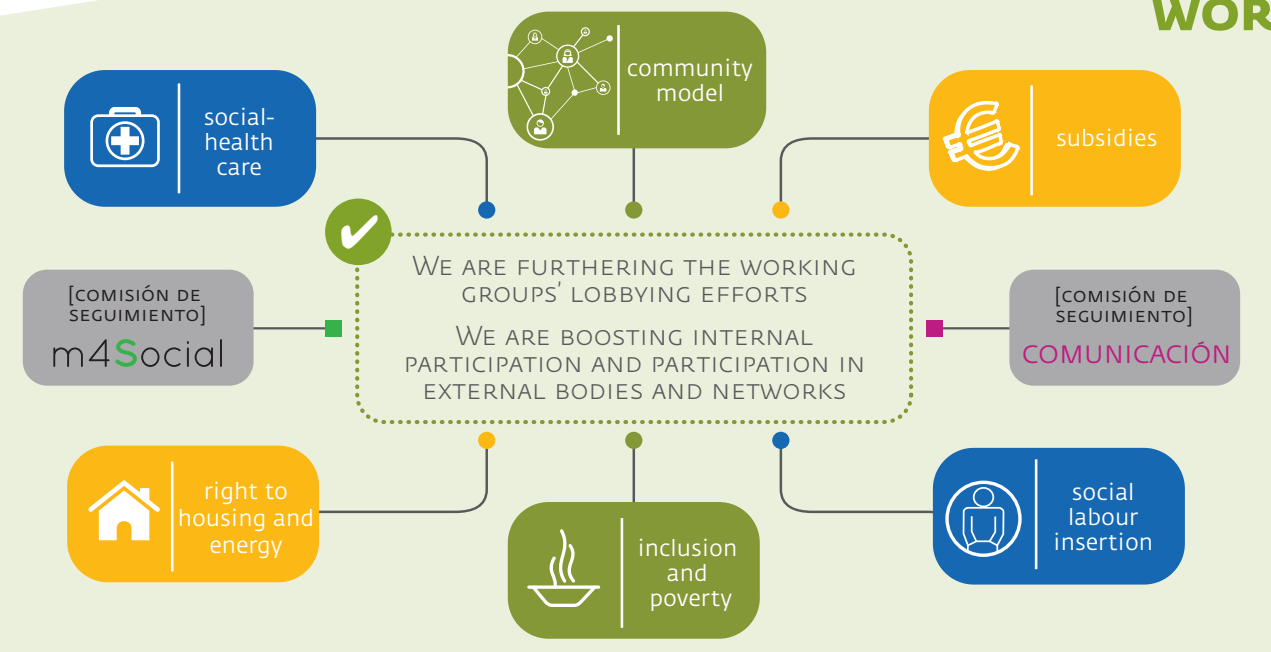 WOR
community
model
social-
health
care
subsidies
We are furthering the working
groups' lobbying efforts
We are boosting internal
participation and participation in
external bodies and networks
[comisión de
seguimiento]
m4Social
[comisión de
seguimiento]
COMUNICACIÓN
right to
housing and
energy
inclusion
and
poverty
social
labour
insertion